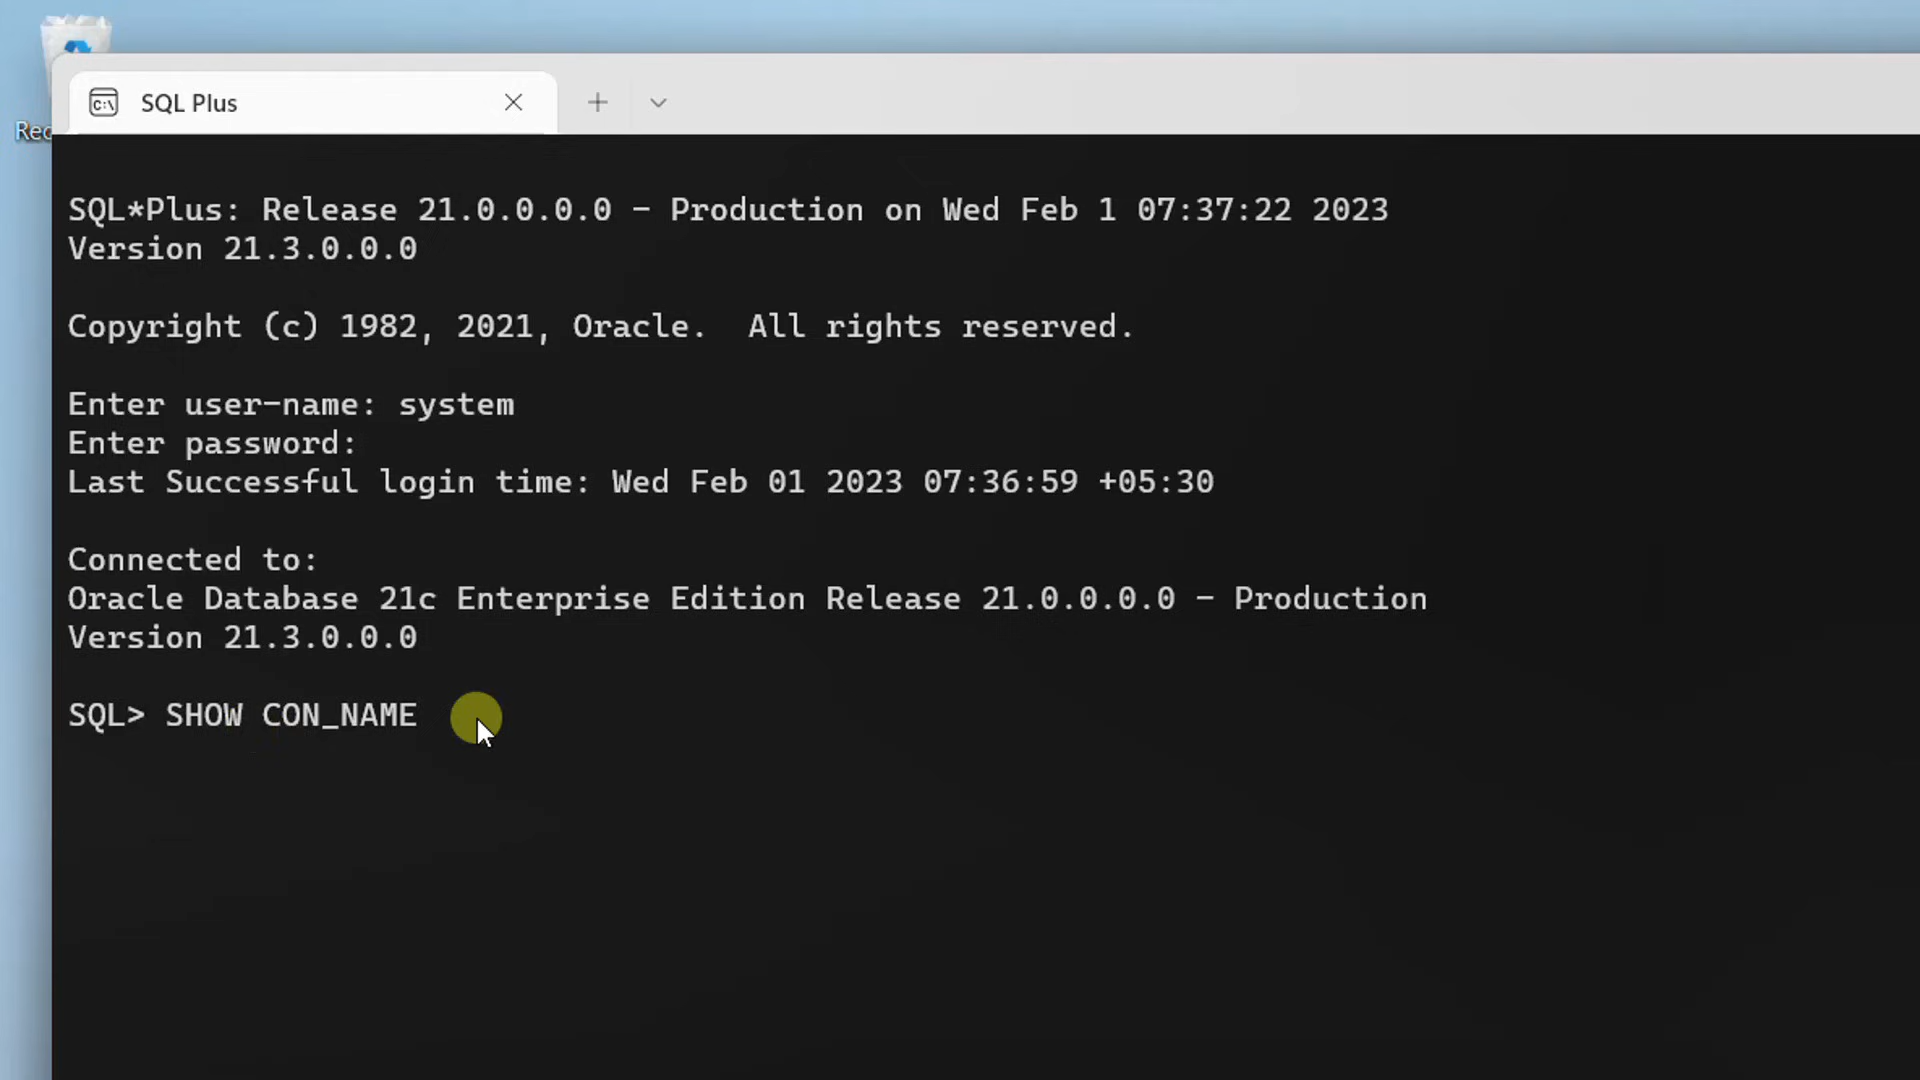 Rec
SQL Plus
SQL*Plus: Release 21.0.0.0.0 - Production on Wed Feb 1 07:37:22 2023
Version 21.3.0.0.0
Copyright (c) 1982, 2021, Oracle.  All rights reserved.
Enter user-name: system
Enter password:
Last Successful login time: Wed Feb 01 2023 07:36:59 +05:30
Connected to:
Oracle Database 21c Enterprise Edition Release 21.0.0.0.0 - Production
Version 21.3.0.0.0
SQL> SHOW CON_NAME